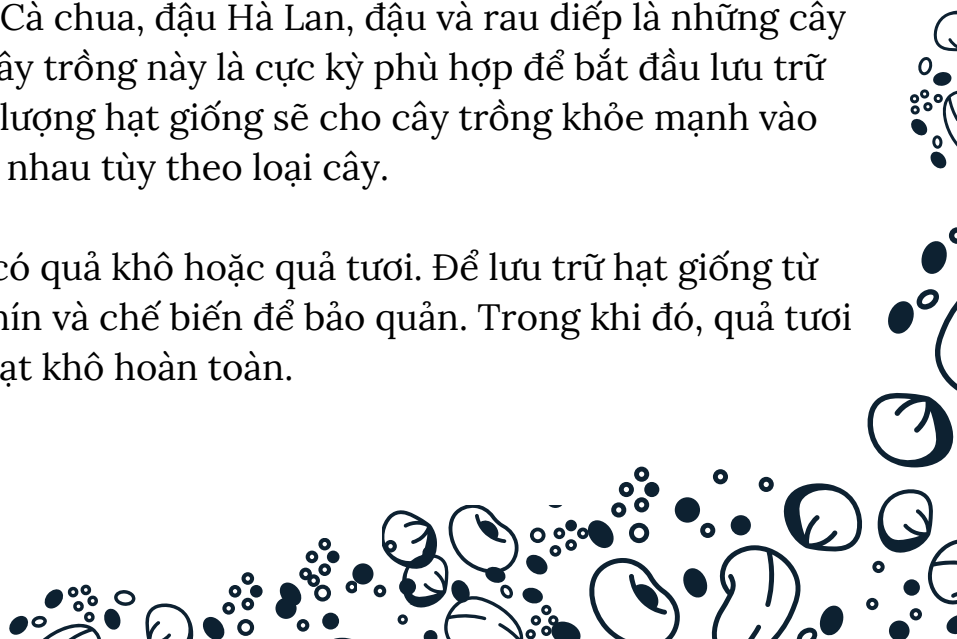 Cà chua, đậu Hà Lan, đậu và rau diếp là những cây
trồng này là cực kỳ phù hợp để bắt đầu lưu trữ
lượng hạt giống sẽ cho cây trồng khỏe mạnh vào
nhau tùy theo loại cây.
có quả khô hoặc quả tươi. Để lưu trữ hạt giống từ
và chế biến để bảo quản. Trong khi đó, quả tươi
khô hoàn toàn.